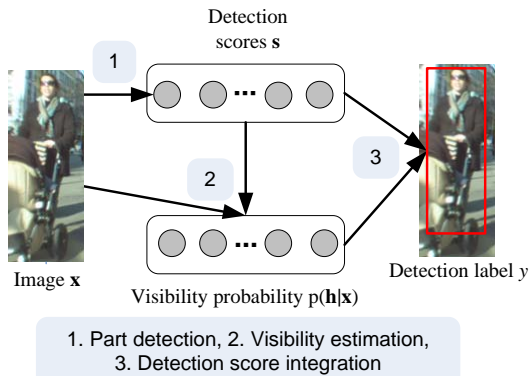 Detection
scores s
1
2
3
Image x
Visibility probability p(h|x)
Detection label y
1. Part detection, 2. Visibility estimation,
3. Detection score integration